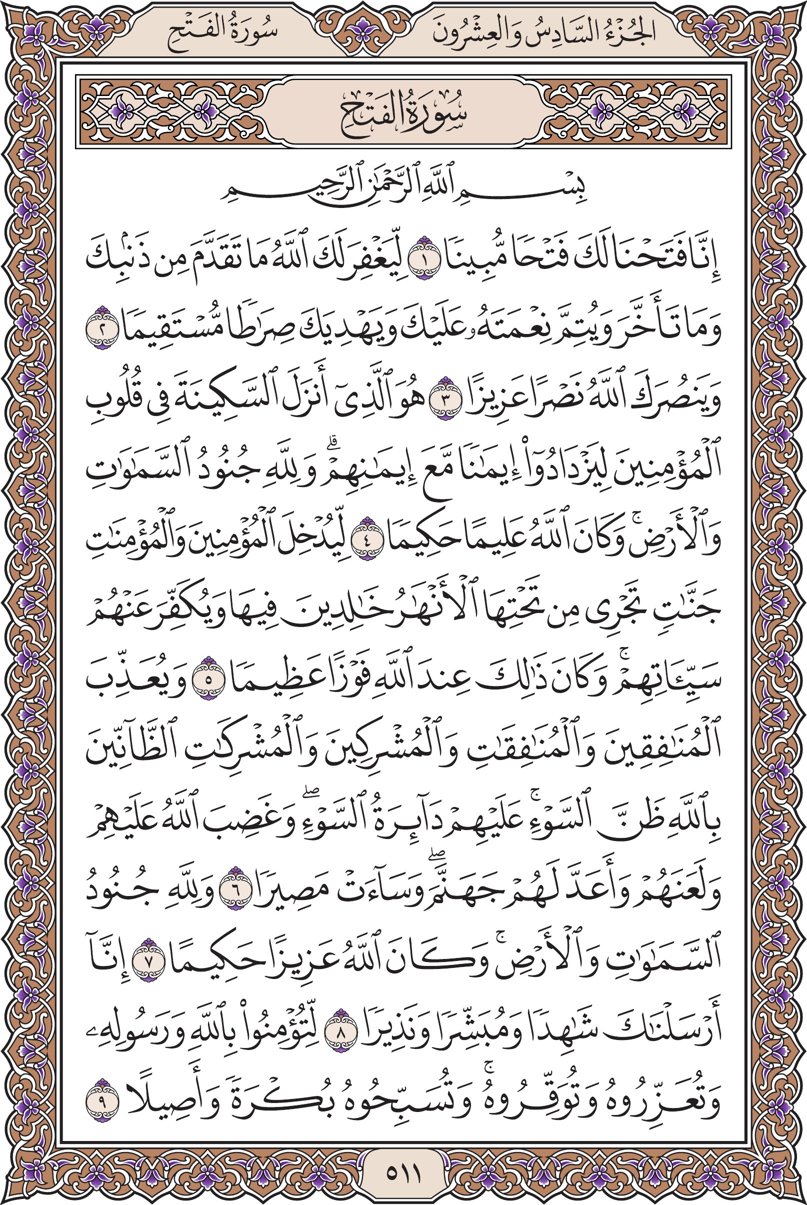 الجُزْءُ السَّادِسُ وَالعِشْرُونَ
سُورَةُ الفَتْحِ
سُورَةُ الفَتْحِ
بِسْمِ ٱللَّهِ ٱلرَّحْمَٰنِ ٱلرَّحِيمِ
إِنَّا فَتَحْنَا لَكَ فَتْحًا مُّبِينًا ١ لِّيَغْفِرَ لَكَ ٱللَّهُ مَا تَقَدَّمَ مِن ذَنۢبِكَ
وَمَا تَأَخَّرَ وَيُتِمَّ نِعْمَتَهُۥ عَلَيْكَ وَيَهْدِيَكَ صِرَٰطًا مُّسْتَقِيمًا ٢
وَيَنصُرَكَ ٱللَّهُ نَصْرًا عَزِيزًا ٣ هُوَ ٱلَّذِىٓ أَنزَلَ ٱلسَّكِينَةَ فِى قُلُوبِ
ٱلْمُؤْمِنِينَ لِيَزْدَادُوٓا۟ إِيمَٰنًا مَّعَ إِيمَٰنِهِمْ ۗ وَلِلَّهِ جُنُودُ ٱلسَّمَٰوَٰتِ
وَٱلْأَرْضِ ۚ وَكَانَ ٱللَّهُ عَلِيمًا حَكِيمًا ٤ لِّيُدْخِلَ ٱلْمُؤْمِنِينَ وَٱلْمُؤْمِنَٰتِ
جَنَّٰتٍ تَجْرِى مِن تَحْتِهَا ٱلْأَنْهَٰرُ خَٰلِدِينَ فِيهَا وَيُكَفِّرَ عَنْهُمْ
سَيِّـَٔاتِهِمْ ۚ وَكَانَ ذَٰلِكَ عِندَ ٱللَّهِ فَوْزًا عَظِيمًا ٥ وَيُعَذِّبَ
ٱلْمُنَٰفِقِينَ وَٱلْمُنَٰفِقَٰتِ وَٱلْمُشْرِكِينَ وَٱلْمُشْرِكَٰتِ ٱلظَّآنِّينَ
بِٱللَّهِ ظَنَّ ٱلسَّوْءِ ۚ عَلَيْهِمْ دَآئِرَةُ ٱلسَّوْءِ ۖ وَغَضِبَ ٱللَّهُ عَلَيْهِمْ
وَلَعَنَهُمْ وَأَعَدَّ لَهُمْ جَهَنَّمَ ۖ وَسَآءَتْ مَصِيرًا ٦ وَلِلَّهِ جُنُودُ
ٱلسَّمَٰوَٰتِ وَٱلْأَرْضِ ۚ وَكَانَ ٱللَّهُ عَزِيزًا حَكِيمًا ٧ إِنَّآ
أَرْسَلْنَٰكَ شَٰهِدًا وَمُبَشِّرًا وَنَذِيرًا ٨ لِّتُؤْمِنُوا۟ بِٱللَّهِ وَرَسُولِهِۦ
وَتُعَزِّرُوهُ وَتُوَقِّرُوهُ ۚ وَتُسَبِّحُوهُ بُكْرَةً وَأَصِيلًا ٩
٥١١